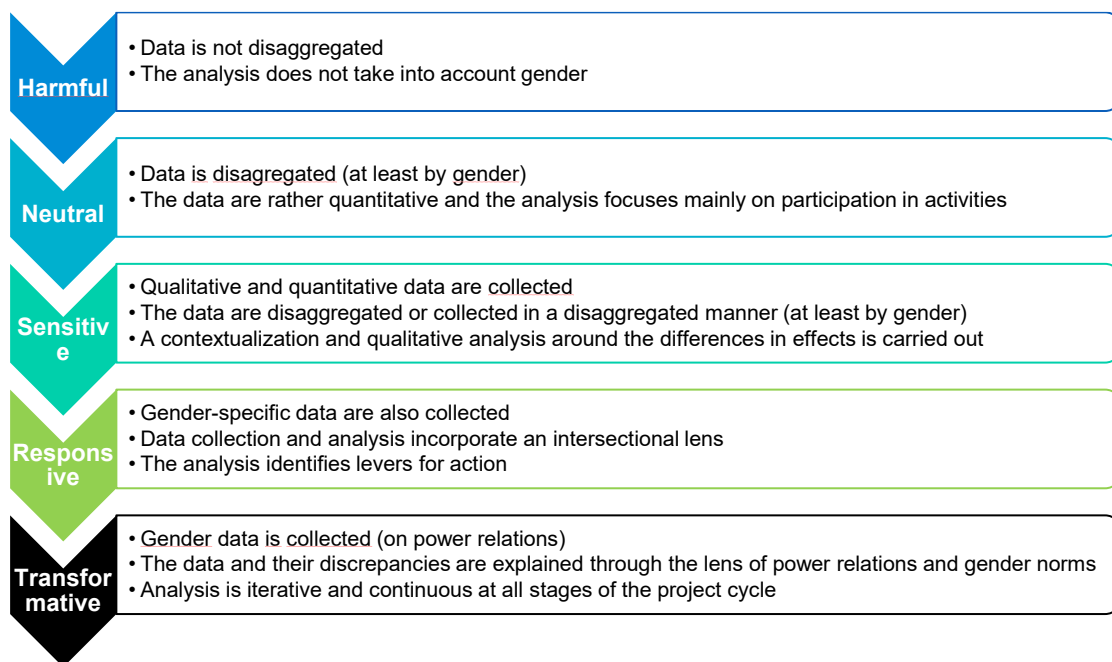 Harmful
• Data is not disaggregated
• The analysis does not take into account gender
Neutral
• Data is disagregated (at least by gender)
• The data are rather quantitative and the analysis focuses mainly on participation in activities
Sensitiv
e
• Qualitative and quantitative data are collected
• The data are disaggregated or collected in a disaggregated manner (at least by gender)
• A contextualization and qualitative analysis around the differences in effects is carried out
Respons
ive
• Gender-specific data are also collected
• Data collection and analysis incorporate an intersectional lens
• The analysis identifies levers for action
Transfor
mative
• Gender data is collected (on power relations)
• The data and their discrepancies are explained through the lens of power relations and gender norms
• Analysis is iterative and continuous at all stages of the project cycle